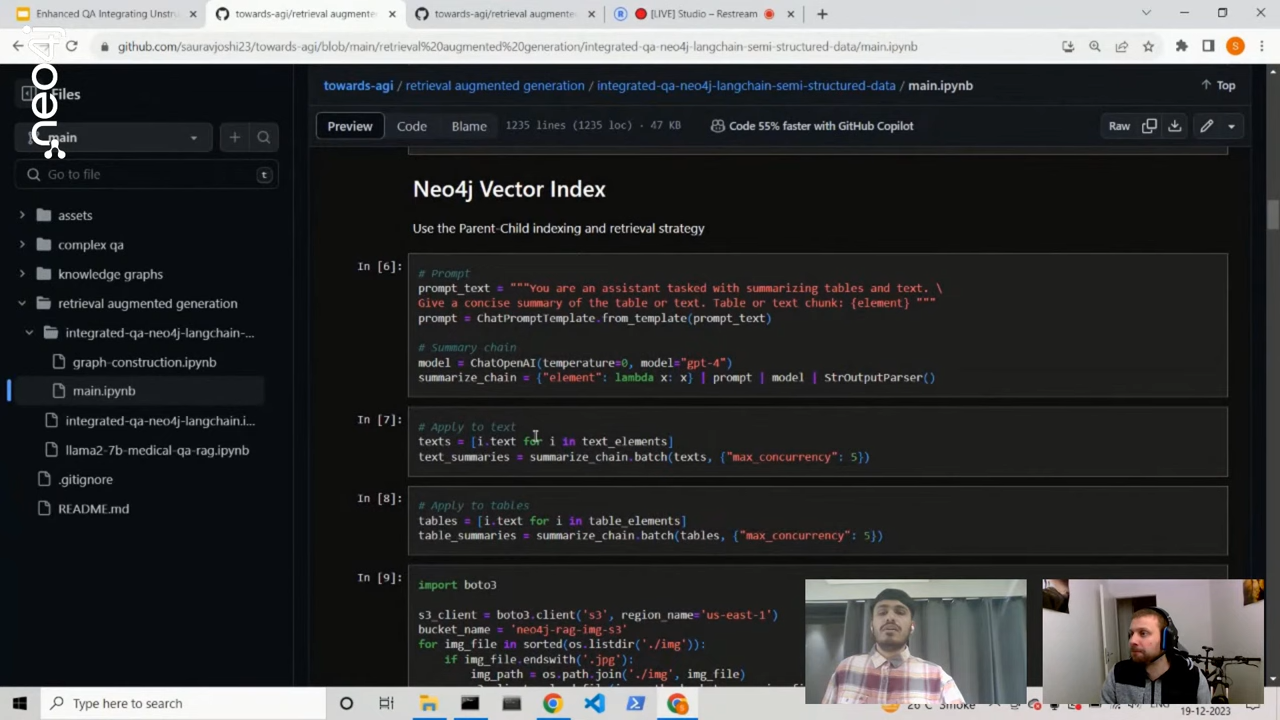 Enhanced QA Integrating Unst
towards-agi/retrieval augmente
towards-agi/retrieval augmente
[LIVE] Studio – Restream
github.com/sauravjoshi23/towards-agi/blob/main/retrieval%20augmented%20generation/integrated-qa-neo4j-langchain-semi-structured-data/main.ipynb
S
neo4j
Files
main
Go to file
t
assets
complex qa
knowledge graphs
retrieval augmented generation
integrated-qa-neo4j-langchain-...
graph-construction.ipynb
main.ipynb
integrated-qa-neo4j-langchain.i...
llama2-7b-medical-qa-rag.ipynb
.gitignore
README.md
towards-agi / retrieval augmented generation / integrated-qa-neo4j-langchain-semi-structured-data / main.ipynb
Top
Preview
Code
Blame
1235 lines (1235 loc) · 47 KB
Code 55% faster with GitHub Copilot
Raw
Neo4j Vector Index
Use the Parent-Child indexing and retrieval strategy
In [6]:
# Prompt
prompt_text = """You are an assistant tasked with summarizing tables and text. \
Give a concise summary of the table or text. Table or text chunk: {element} """
prompt = ChatPromptTemplate.from_template(prompt_text)
# Summary chain
model = ChatOpenAI(temperature=0, model="gpt-4")
summarize_chain = {"element": lambda x: x} | prompt | model | StrOutputParser()
In [7]:
# Apply to text
texts = [i.text for i in text_elements]
text_summaries = summarize_chain.batch(texts, {"max_concurrency": 5})
In [8]:
# Apply to tables
tables = [i.text for i in table_elements]
table_summaries = summarize_chain.batch(tables, {"max_concurrency": 5})
In [9]:
import boto3
s3_client = boto3.client('s3', region_name='us-east-1')
bucket_name = 'neo4j-rag-img-s3'
for img_file in sorted(os.listdir('./img')):
if img_file.endswith('.jpg'):
img_path = os.path.join('./img', img_file)
Type here to search
26°C Smoke
ENG
19-12-2023